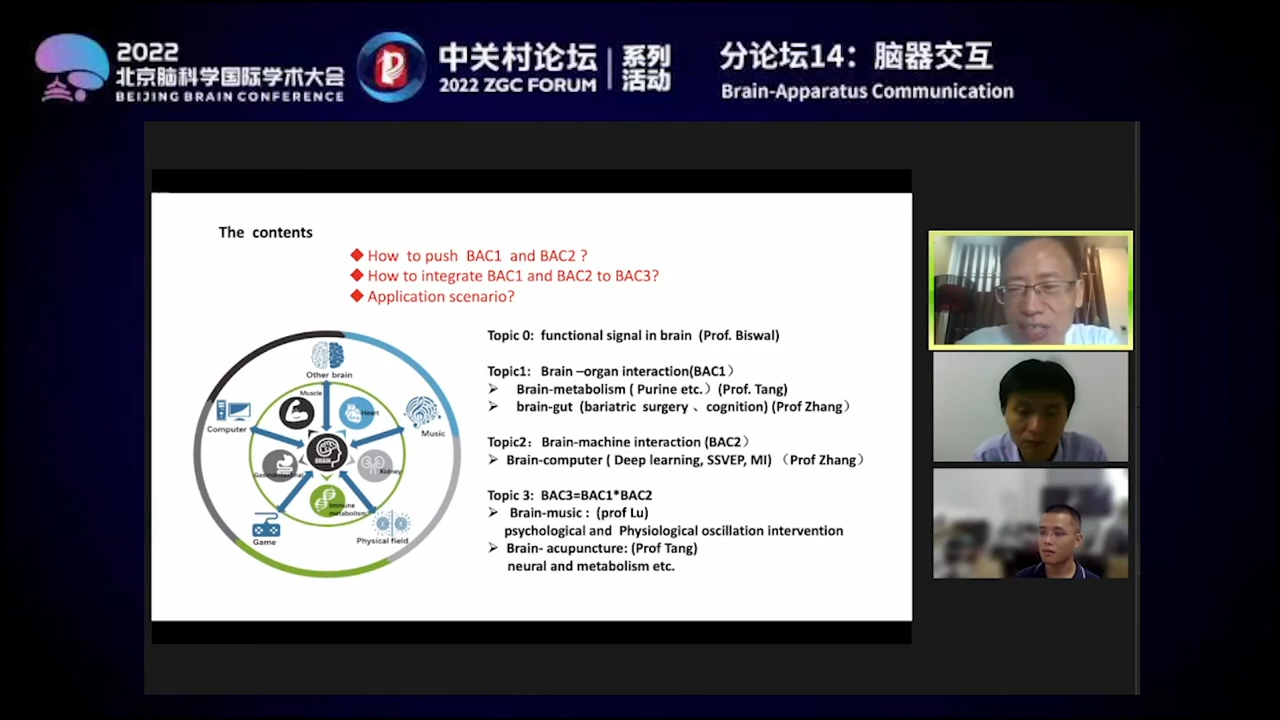 2022
北京脑科学国际学术大会
BEIJING BRAIN CONFERENCE
中关村论坛
2022 ZGC FORUM
系列
活动
分论坛14：脑器交互
Brain-Apparatus Communication
The contents
How to push BAC1 and BAC2 ?
How to integrate BAC1 and BAC2 to BAC3?
Application scenario?
Other brain
Muscle
Heart
Computer
Music
BRAIN
Gastrointestinal
Kidney
Immune
metabolism
Game
Physical field
Topic 0: functional signal in brain (Prof. Biswal)
Topic1: Brain –organ interaction(BAC1）
Brain-metabolism ( Purine etc.）(Prof. Tang)
brain-gut (bariatric surgery 、cognition) (Prof Zhang）
Topic2: Brain-machine interaction (BAC2）
Brain-computer ( Deep learning, SSVEP, MI) （Prof Zhang）
Topic 3: BAC3=BAC1*BAC2
Brain-music : (prof Lu)
psychological and Physiological oscillation intervention
Brain- acupuncture: (Prof Tang)
neural and metabolism etc.